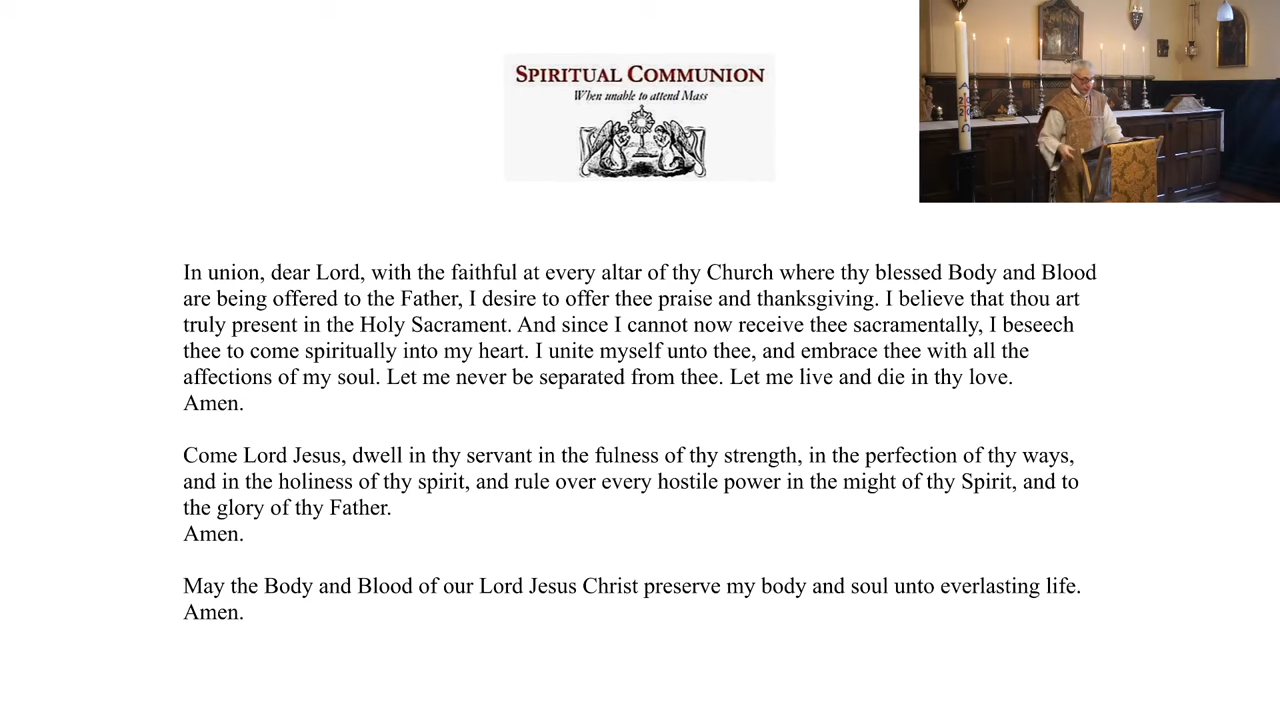 SPIRITUAL COMMUNION
When unable to attend Mass
In union, dear Lord, with the faithful at every altar of thy Church where thy blessed Body and Blood
are being offered to the Father, I desire to offer thee praise and thanksgiving. I believe that thou art
truly present in the Holy Sacrament. And since I cannot now receive thee sacramentally, I beseech
thee to come spiritually into my heart. I unite myself unto thee, and embrace thee with all the
affections of my soul. Let me never be separated from thee. Let me live and die in thy love.
Amen.
Come Lord Jesus, dwell in thy servant in the fulness of thy strength, in the perfection of thy ways,
and in the holiness of thy spirit, and rule over every hostile power in the might of thy Spirit, and to
the glory of thy Father.
Amen.
May the Body and Blood of our Lord Jesus Christ preserve my body and soul unto everlasting life.
Amen.